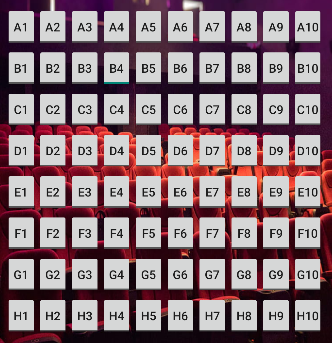 A1 A2 A3 A4 A5 A6 A7 A8 A9 A10
B1 B2 B3 B4 B5 B6 B7 B8 B9 B10
C1 C2 C3 C4 C5 C6 C7 C8 C9 C10
D1 D2 D3 D4 D5 D6 D7 D8 D9 D10
E1 E2 E3 E4 E5 E6 E7 E8 E9 E10
F1 F2 F3 F4 F5 F6 F7 F8 F9 F10
G1 G2 G3 G4 G5 G6 G7 G8 G9 G10
H1 H2 H3 H4 H5 H6 H7 H8 H9 H10